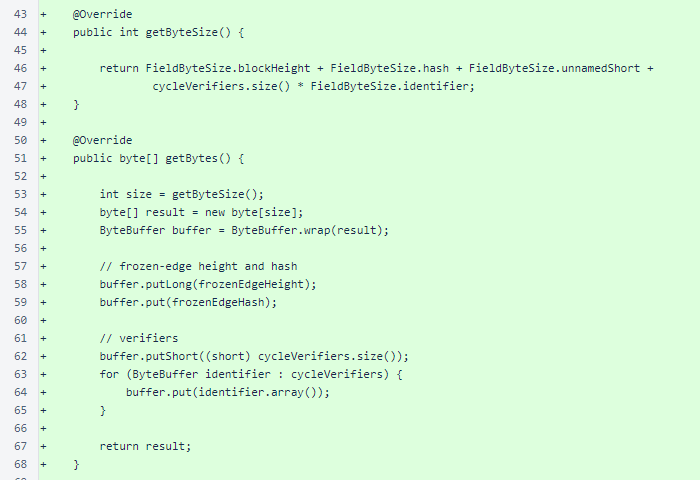 43 +     @Override
44 +     public int getByteSize() {
45 +
46 +         return FieldByteSize.blockHeight + FieldByteSize.hash + FieldByteSize.unnamedShort +
47 +                 cycleVerifiers.size() * FieldByteSize.identifier;
48 +     }
49 +
50 +     @Override
51 +     public byte[] getBytes() {
52 +
53 +         int size = getByteSize();
54 +         byte[] result = new byte[size];
55 +         ByteBuffer buffer = ByteBuffer.wrap(result);
56 +
57 +         // frozen-edge height and hash
58 +         buffer.putLong(frozenEdgeHeight);
59 +         buffer.put(frozenEdgeHash);
60 +
61 +         // verifiers
62 +         buffer.putShort((short) cycleVerifiers.size());
63 +         for (ByteBuffer identifier : cycleVerifiers) {
64 +             buffer.put(identifier.array());
65 +         }
66 +
67 +         return result;
68 +     }